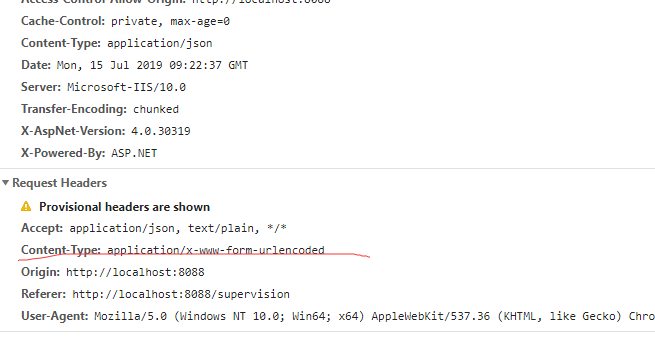 Access-Control-Allow-Origin: http://localhost:8088
Cache-Control: private, max-age=0
Content-Type: application/json
Date: Mon, 15 Jul 2019 09:22:37 GMT
Server: Microsoft-IIS/10.0
Transfer-Encoding: chunked
X-AspNet-Version: 4.0.30319
X-Powered-By: ASP.NET
Request Headers
Provisional headers are shown
Accept: application/json, text/plain, */*
Content-Type: application/x-www-form-urlencoded
Origin: http://localhost:8088
Referer: http://localhost:8088/supervision
User-Agent: Mozilla/5.0 (Windows NT 10.0; Win64; x64) AppleWebKit/537.36 (KHTML, like Gecko) Chro